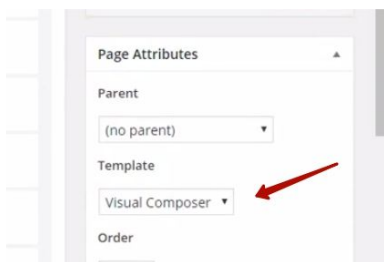 Page Attributes
Parent
(no parent)
Template
Visual Composer
Order